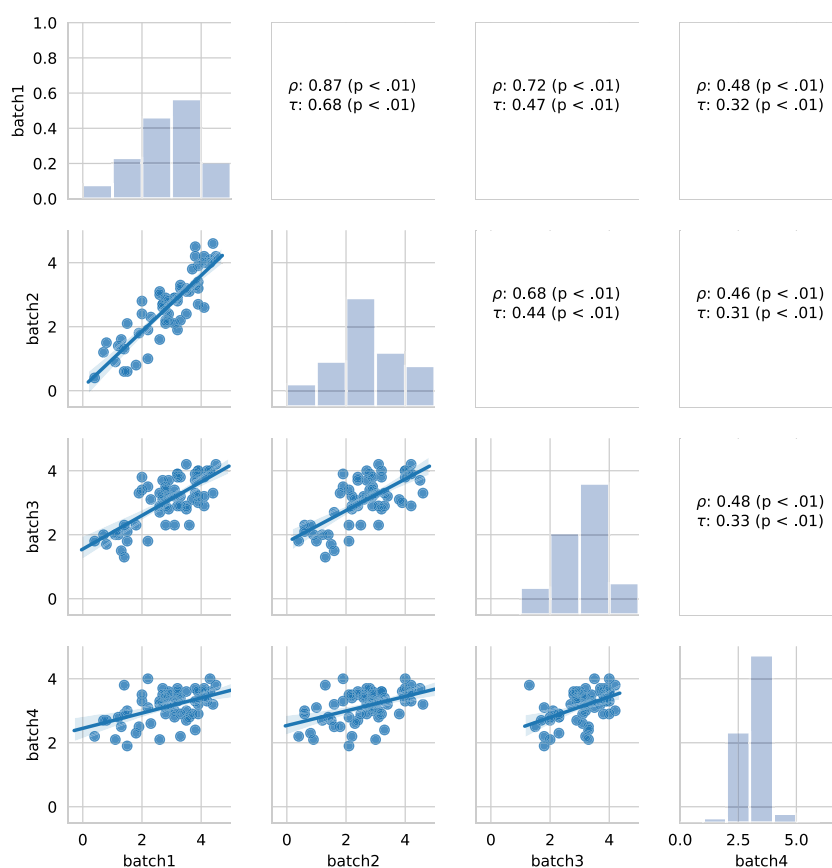 1.0
0.8
0.6
0.4
0.2
0.0
batch1
ρ: 0.87 (p < .01)
τ: 0.68 (p < .01)
ρ: 0.72 (p < .01)
τ: 0.47 (p < .01)
ρ: 0.48 (p < .01)
τ: 0.32 (p < .01)
4
2
0
batch2
ρ: 0.68 (p < .01)
τ: 0.44 (p < .01)
ρ: 0.46 (p < .01)
τ: 0.31 (p < .01)
4
2
0
batch3
ρ: 0.48 (p < .01)
τ: 0.33 (p < .01)
4
2
0
batch4
0 2 4
batch1
0 2 4
batch2
0 2 4
batch3
0.0 2.5 5.0
batch4